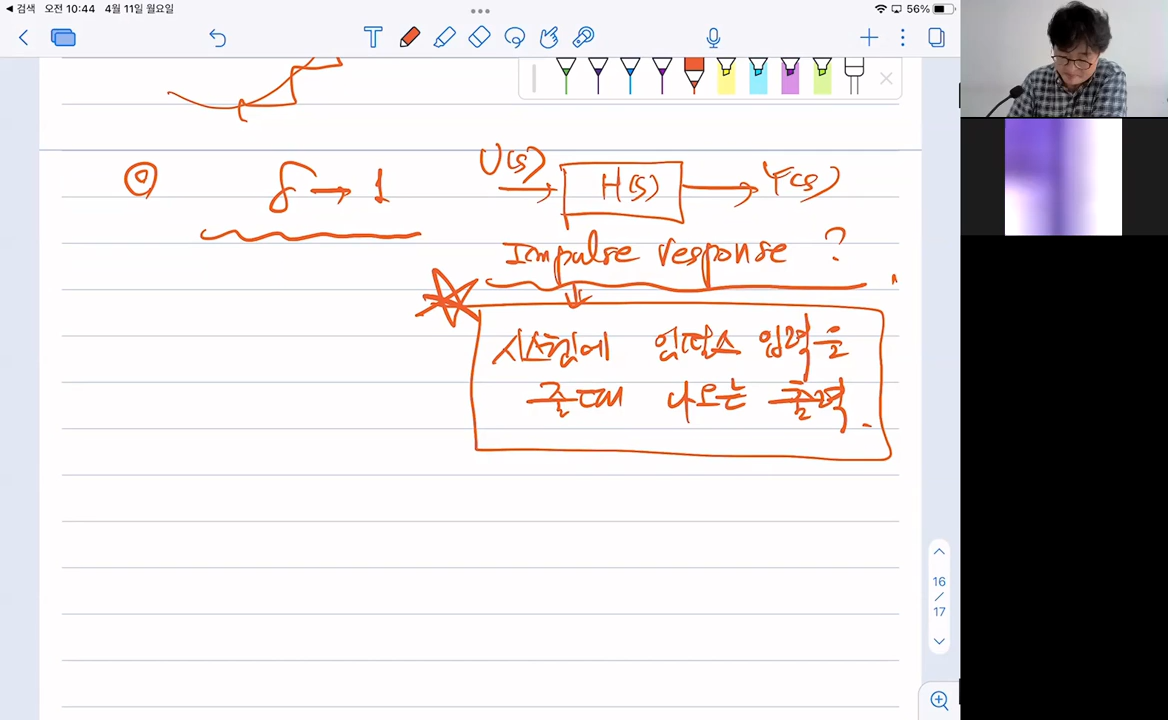 검색 오전 10:44 4월 11일 월요일
56%
T
δ → 1
U(s)
H(s)
Y(s)
Impulse response ?
시스템에 임펄스 입력을
줄때 나오는 출력.
16
/
17